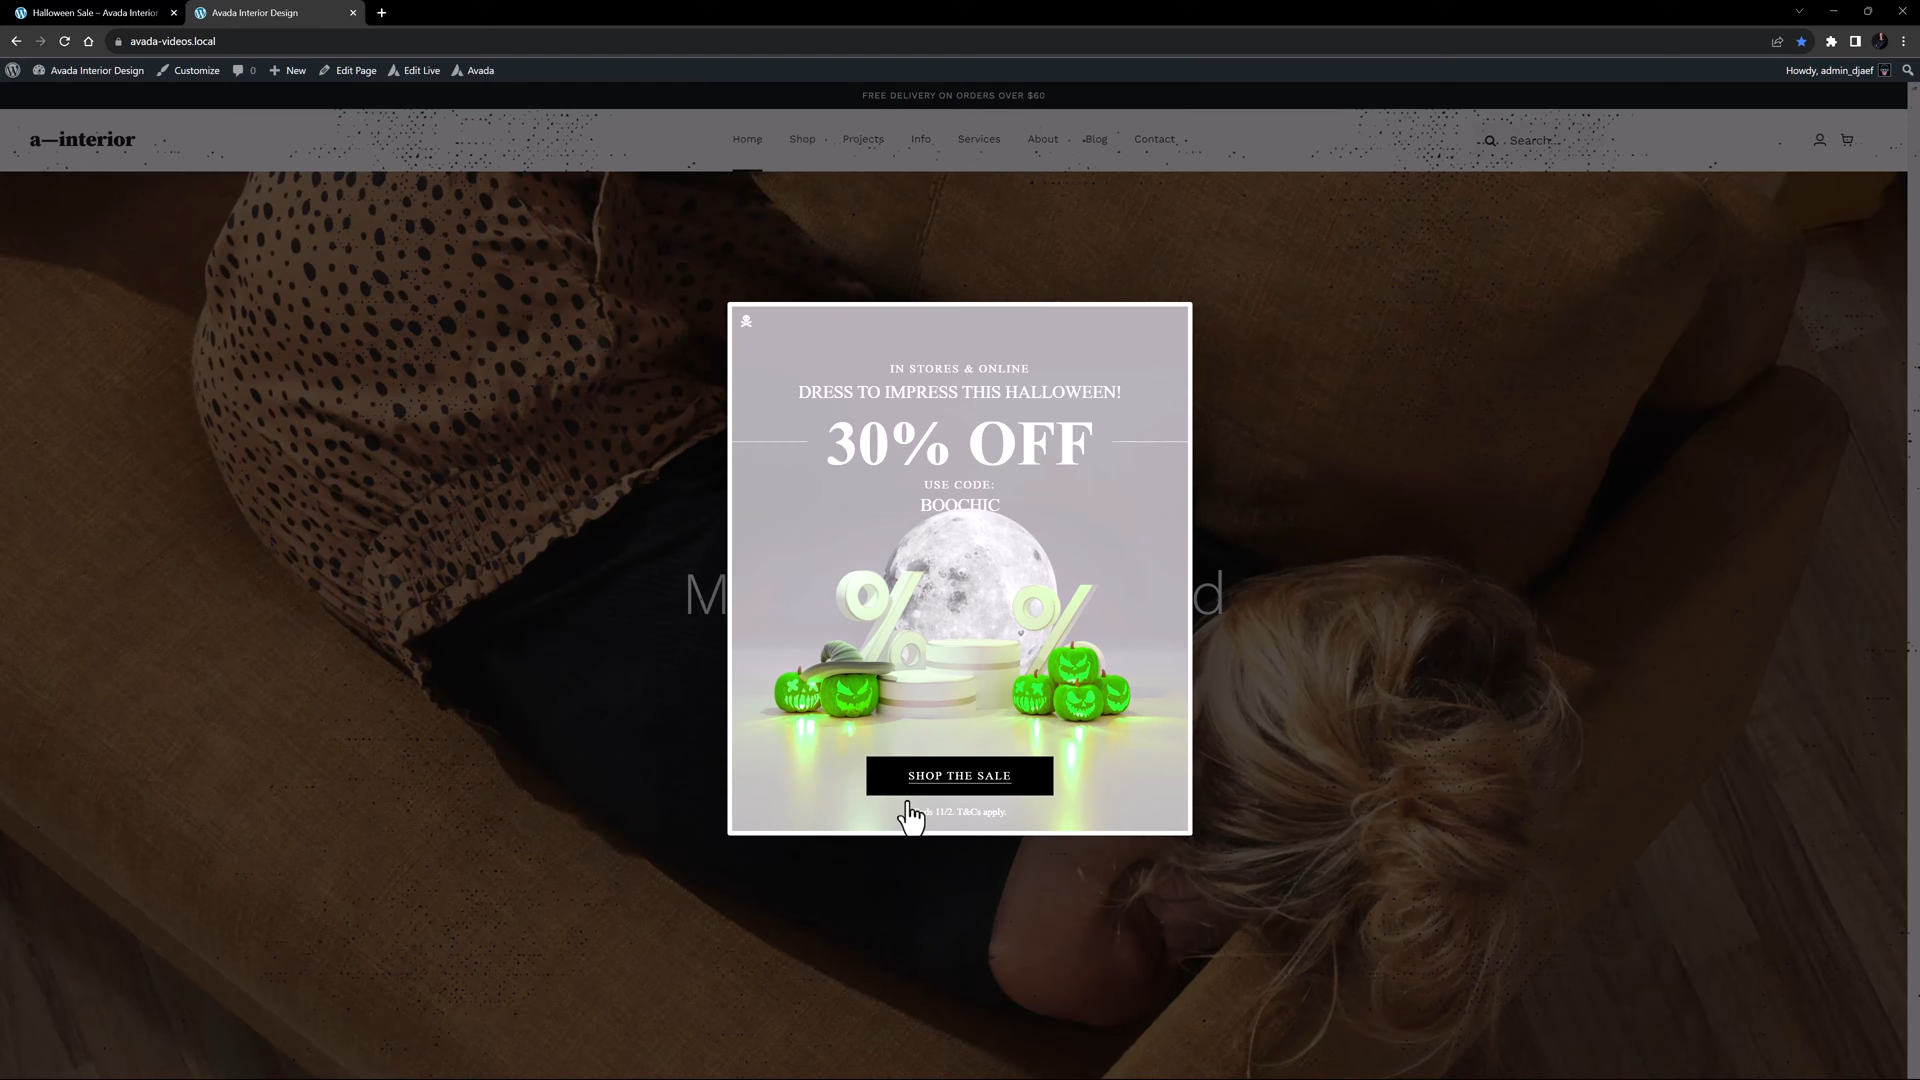 Halloween Sale – Avada Interior
Avada Interior Design
avada-videos.local
Avada Interior Design
Customize
0
New
Edit Page
Edit Live
Avada
Howdy, admin_djaef
FREE DELIVERY ON ORDERS OVER $60
a—interior
Home
Shop
Projects
Info
Services
About
Blog
Contact
Search...
IN STORES & ONLINE
DRESS TO IMPRESS THIS HALLOWEEN!
30% OFF
USE CODE:
BOOCHIC
% %
SHOP THE SALE
11/2. T&Cs apply.